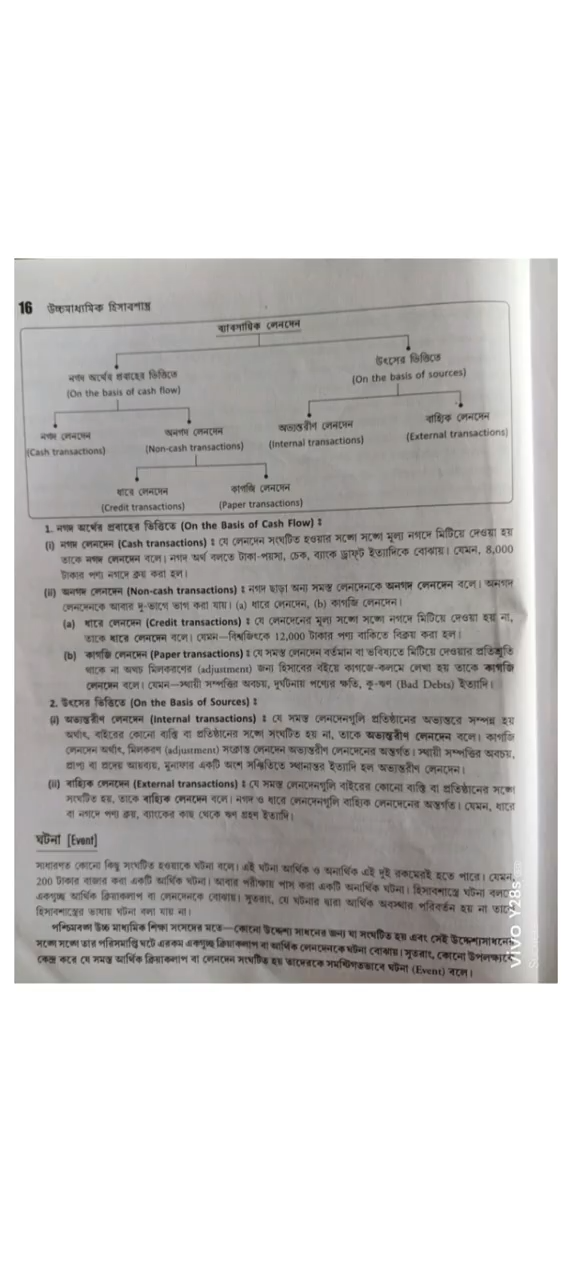 16 উচ্চমাধ্যমিক হিসাবশাস্ত্র
ব্যাবসায়িক লেনদেন
নগদ অর্থের প্রবাহের ভিত্তিতে
(On the basis of cash flow)
উৎসের ভিত্তিতে
(On the basis of sources)
নগদ লেনদেন
(Cash transactions)
অনগদ লেনদেন
(Non-cash transactions)
অভ্যন্তরীণ লেনদেন
(Internal transactions)
বাহ্যিক লেনদেন
(External transactions)
ধারে লেনদেন
(Credit transactions)
কাগজি লেনদেন
(Paper transactions)
1. নগদ অর্থের প্রবাহের ভিত্তিতে (On the Basis of Cash Flow) :
(i) নগদ লেনদেন (Cash transactions) : যে লেনদেন সংঘটিত হওয়ার সঙ্গে সঙ্গে মূল্য নগদে মিটিয়ে দেওয়া হয়
তাকে নগদ লেনদেন বলে। নগদ অর্থ বলতে টাকা-পয়সা, চেক, ব্যাংক ড্রাফ্‌ট ইত্যাদিকে বোঝায়। যেমন, 8,000
টাকার পণ্য নগদে ক্রয় করা হল।
(ii) অনগদ লেনদেন (Non-cash transactions) : নগদ ছাড়া অন্য সমস্ত লেনদেনকে অনগদ লেনদেন বলে। অনগদ
লেনদেনকে আবার দু-ভাগে ভাগ করা যায়। (a) ধারে লেনদেন, (b) কাগজি লেনদেন।
(a) ধারে লেনদেন (Credit transactions) : যে লেনদেনের মূল্য সঙ্গে সঙ্গে নগদে মিটিয়ে দেওয়া হয় না,
তাকে ধারে লেনদেন বলে। যেমন—বিশ্বজিৎকে 12,000 টাকার পণ্য বাকিতে বিক্রয় করা হল।
(b) কাগজি লেনদেন (Paper transactions) : যে সমস্ত লেনদেন বর্তমান বা ভবিষ্যতে মিটিয়ে দেওয়ার প্রতিশ্রুতি
থাকে না অথচ মিলকরণের (adjustment) জন্য হিসাবের বইয়ে কাগজে-কলমে লেখা হয় তাকে কাগজি
লেনদেন বলে। যেমন—স্থায়ী সম্পত্তির অবচয়, দুর্ঘটনায় পণ্যের ক্ষতি, কু-ঋণ (Bad Debts) ইত্যাদি।
2. উৎসের ভিত্তিতে (On the Basis of Sources) :
(i) অভ্যন্তরীণ লেনদেন (Internal transactions) : যে সমস্ত লেনদেনগুলি প্রতিষ্ঠানের অভ্যন্তরে সম্পন্ন হয়
অর্থাৎ, বাইরের কোনো ব্যক্তি বা প্রতিষ্ঠানের সঙ্গে সংঘটিত হয় না, তাকে অভ্যন্তরীণ লেনদেন বলে। কাগজি
লেনদেন অর্থাৎ, মিলকরণ (adjustment) সংক্রান্ত লেনদেন অভ্যন্তরীণ লেনদেনের অন্তর্গত। স্থায়ী সম্পত্তির অবচয়,
প্রাপ্য বা প্রদেয় আয়ব্যয়, মুনাফার একটি অংশ সঞ্চিতিতে স্থানান্তর ইত্যাদি হল অভ্যন্তরীণ লেনদেন।
(ii) বাহ্যিক লেনদেন (External transactions) : যে সমস্ত লেনদেনগুলি বাইরের কোনো ব্যক্তি বা প্রতিষ্ঠানের সঙ্গে
সংঘটিত হয়, তাকে বাহ্যিক লেনদেন বলে। নগদ ও ধারে লেনদেনগুলি বাহ্যিক লেনদেনের অন্তর্গত। যেমন, ধারে
বা নগদে পণ্য ক্রয়, ব্যাংকের কাছ থেকে ঋণ গ্রহণ ইত্যাদি।
ঘটনা [Event]
সাধারণত কোনো কিছু সংঘটিত হওয়াকে ঘটনা বলে। এই ঘটনা আর্থিক ও অনার্থিক এই দুই রকমেরই হতে পারে। যেমন,
200 টাকার বাজার করা একটি আর্থিক ঘটনা। আবার পরীক্ষায় পাস করা একটি অনার্থিক ঘটনা। হিসাবশাস্ত্রে ঘটনা বলতে
একগুচ্ছ আর্থিক ক্রিয়াকলাপ বা লেনদেনকে বোঝায়। সুতরাং, যে ঘটনার দ্বারা আর্থিক অবস্থার পরিবর্তন হয় না তাকে
হিসাবশাস্ত্রের ভাষায় ঘটনা বলা যায় না।
পশ্চিমবঙ্গ উচ্চ মাধ্যমিক শিক্ষা সংসদের মতে—কোনো উদ্দেশ্য সাধনের জন্য যা সংঘটিত হয় এবং সেই উদ্দেশ্যসাধনের
সঙ্গে সঙ্গে তার পরিসমাপ্তি ঘটে এরকম একগুচ্ছ ক্রিয়াকলাপ বা আর্থিক লেনদেনকে ঘটনা বোঝায়। সুতরাং, কোনো উপলক্ষকে
কেন্দ্র করে যে সমস্ত আর্থিক ক্রিয়াকলাপ বা লেনদেন সংঘটিত হয় তাদেরকে সমষ্টিগতভাবে ঘটনা (Event) বলে।
vivo Y28s